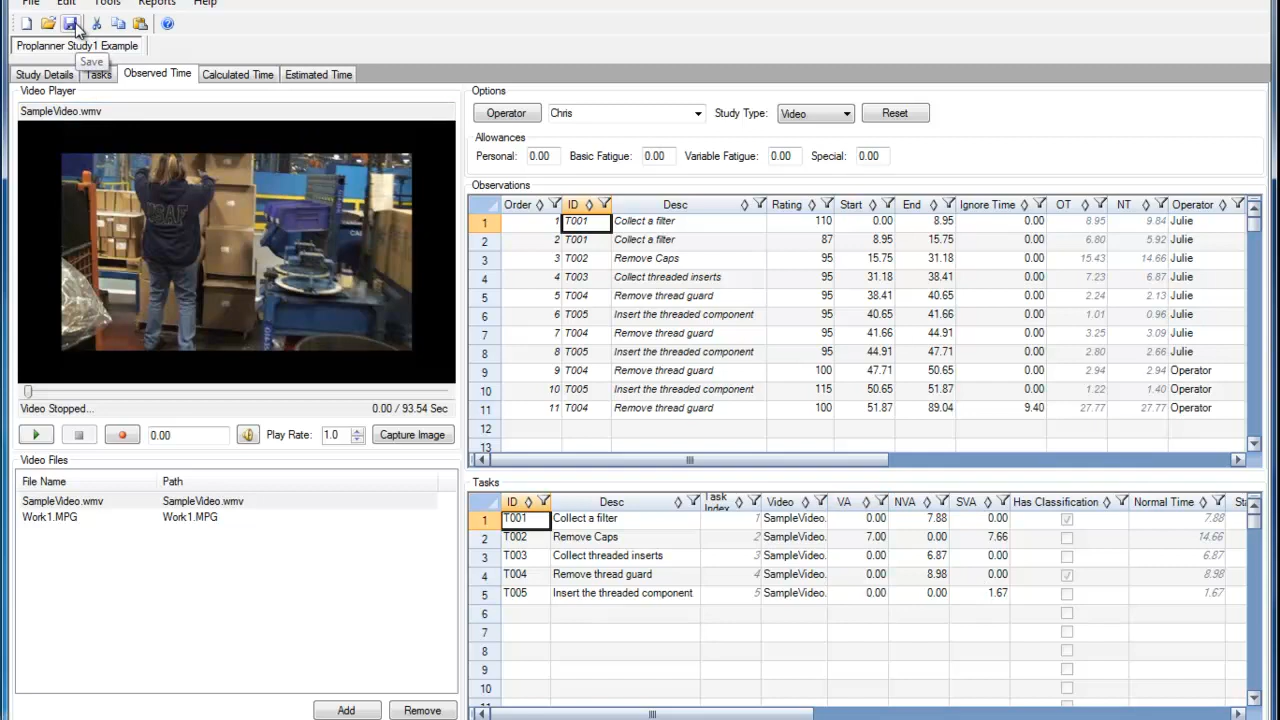 File Edit Tools Reports Help
Proplanner Study1 Example
Save
Study Details Tasks Observed Time Calculated Time Estimated Time
Video Player
SampleVideo.wmv
USAF
Video Stopped... 0.00 / 93.54 Sec
0.00 Play Rate: 1.0 Capture Image
Video Files
File Name Path
SampleVideo.wmv SampleVideo.wmv
Work1.MPG Work1.MPG
Add Remove
Options
Operator Chris Study Type: Video Reset
Allowances
Personal: 0.00 Basic Fatigue: 0.00 Variable Fatigue: 0.00 Special: 0.00
Observations
Order ID Desc Rating Start End Ignore Time OT NT Operator
1 1 T001 Collect a filter 110 0.00 8.95 0.00 8.95 9.84 Julie
2 2 T001 Collect a filter 87 8.95 15.75 0.00 6.80 5.92 Julie
3 3 T002 Remove Caps 95 15.75 31.18 0.00 15.43 14.66 Julie
4 4 T003 Collect threaded inserts 95 31.18 38.41 0.00 7.23 6.87 Julie
5 5 T004 Remove thread guard 95 38.41 40.65 0.00 2.24 2.13 Julie
6 6 T005 Insert the threaded component 95 40.65 41.66 0.00 1.01 0.96 Julie
7 7 T004 Remove thread guard 95 41.66 44.91 0.00 3.25 3.09 Julie
8 8 T005 Insert the threaded component 95 44.91 47.71 0.00 2.80 2.66 Julie
9 9 T004 Remove thread guard 100 47.71 50.65 0.00 2.94 2.94 Operator
10 10 T005 Insert the threaded component 115 50.65 51.87 0.00 1.22 1.40 Operator
11 11 T004 Remove thread guard 100 51.87 89.04 9.40 27.77 27.77 Operator
12
13
Tasks
ID Desc Task Index Video VA NVA SVA Has Classification Normal Time Sta
1 T001 Collect a filter 1 SampleVideo. 0.00 7.88 0.00 7.88
2 T002 Remove Caps 2 SampleVideo. 7.00 0.00 7.66 14.66
3 T003 Collect threaded inserts 3 SampleVideo. 0.00 6.87 0.00 6.87
4 T004 Remove thread guard 4 SampleVideo. 0.00 8.98 0.00 8.98
5 T005 Insert the threaded component 5 SampleVideo. 0.00 0.00 1.67 1.67
6
7
8
9
10